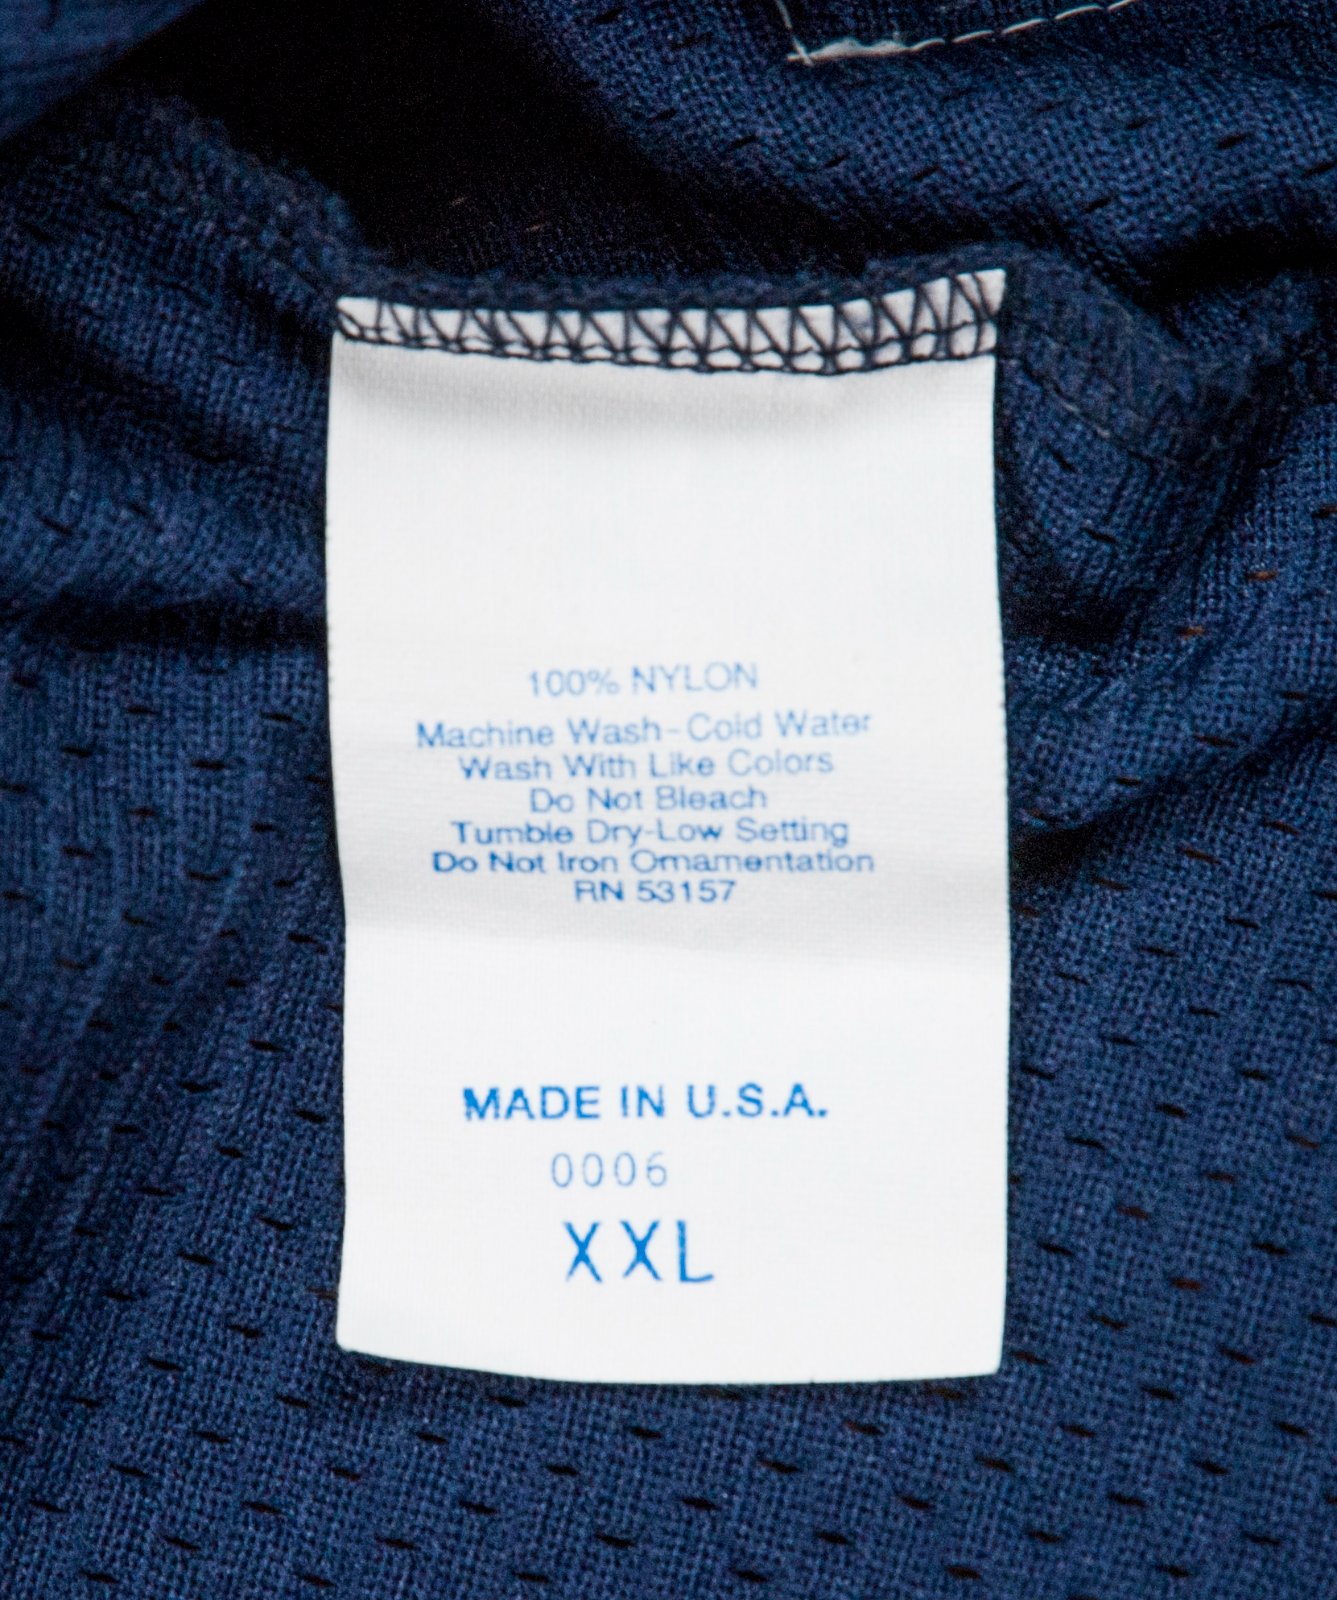 100% NYLON
Machine Wash-Cold Water
Wash With Like Colors
Do Not Bleach
Tumble Dry-Low Setting
Do Not Iron Ornamentation
RN 53157
MADE IN U.S.A.
0006
XXL